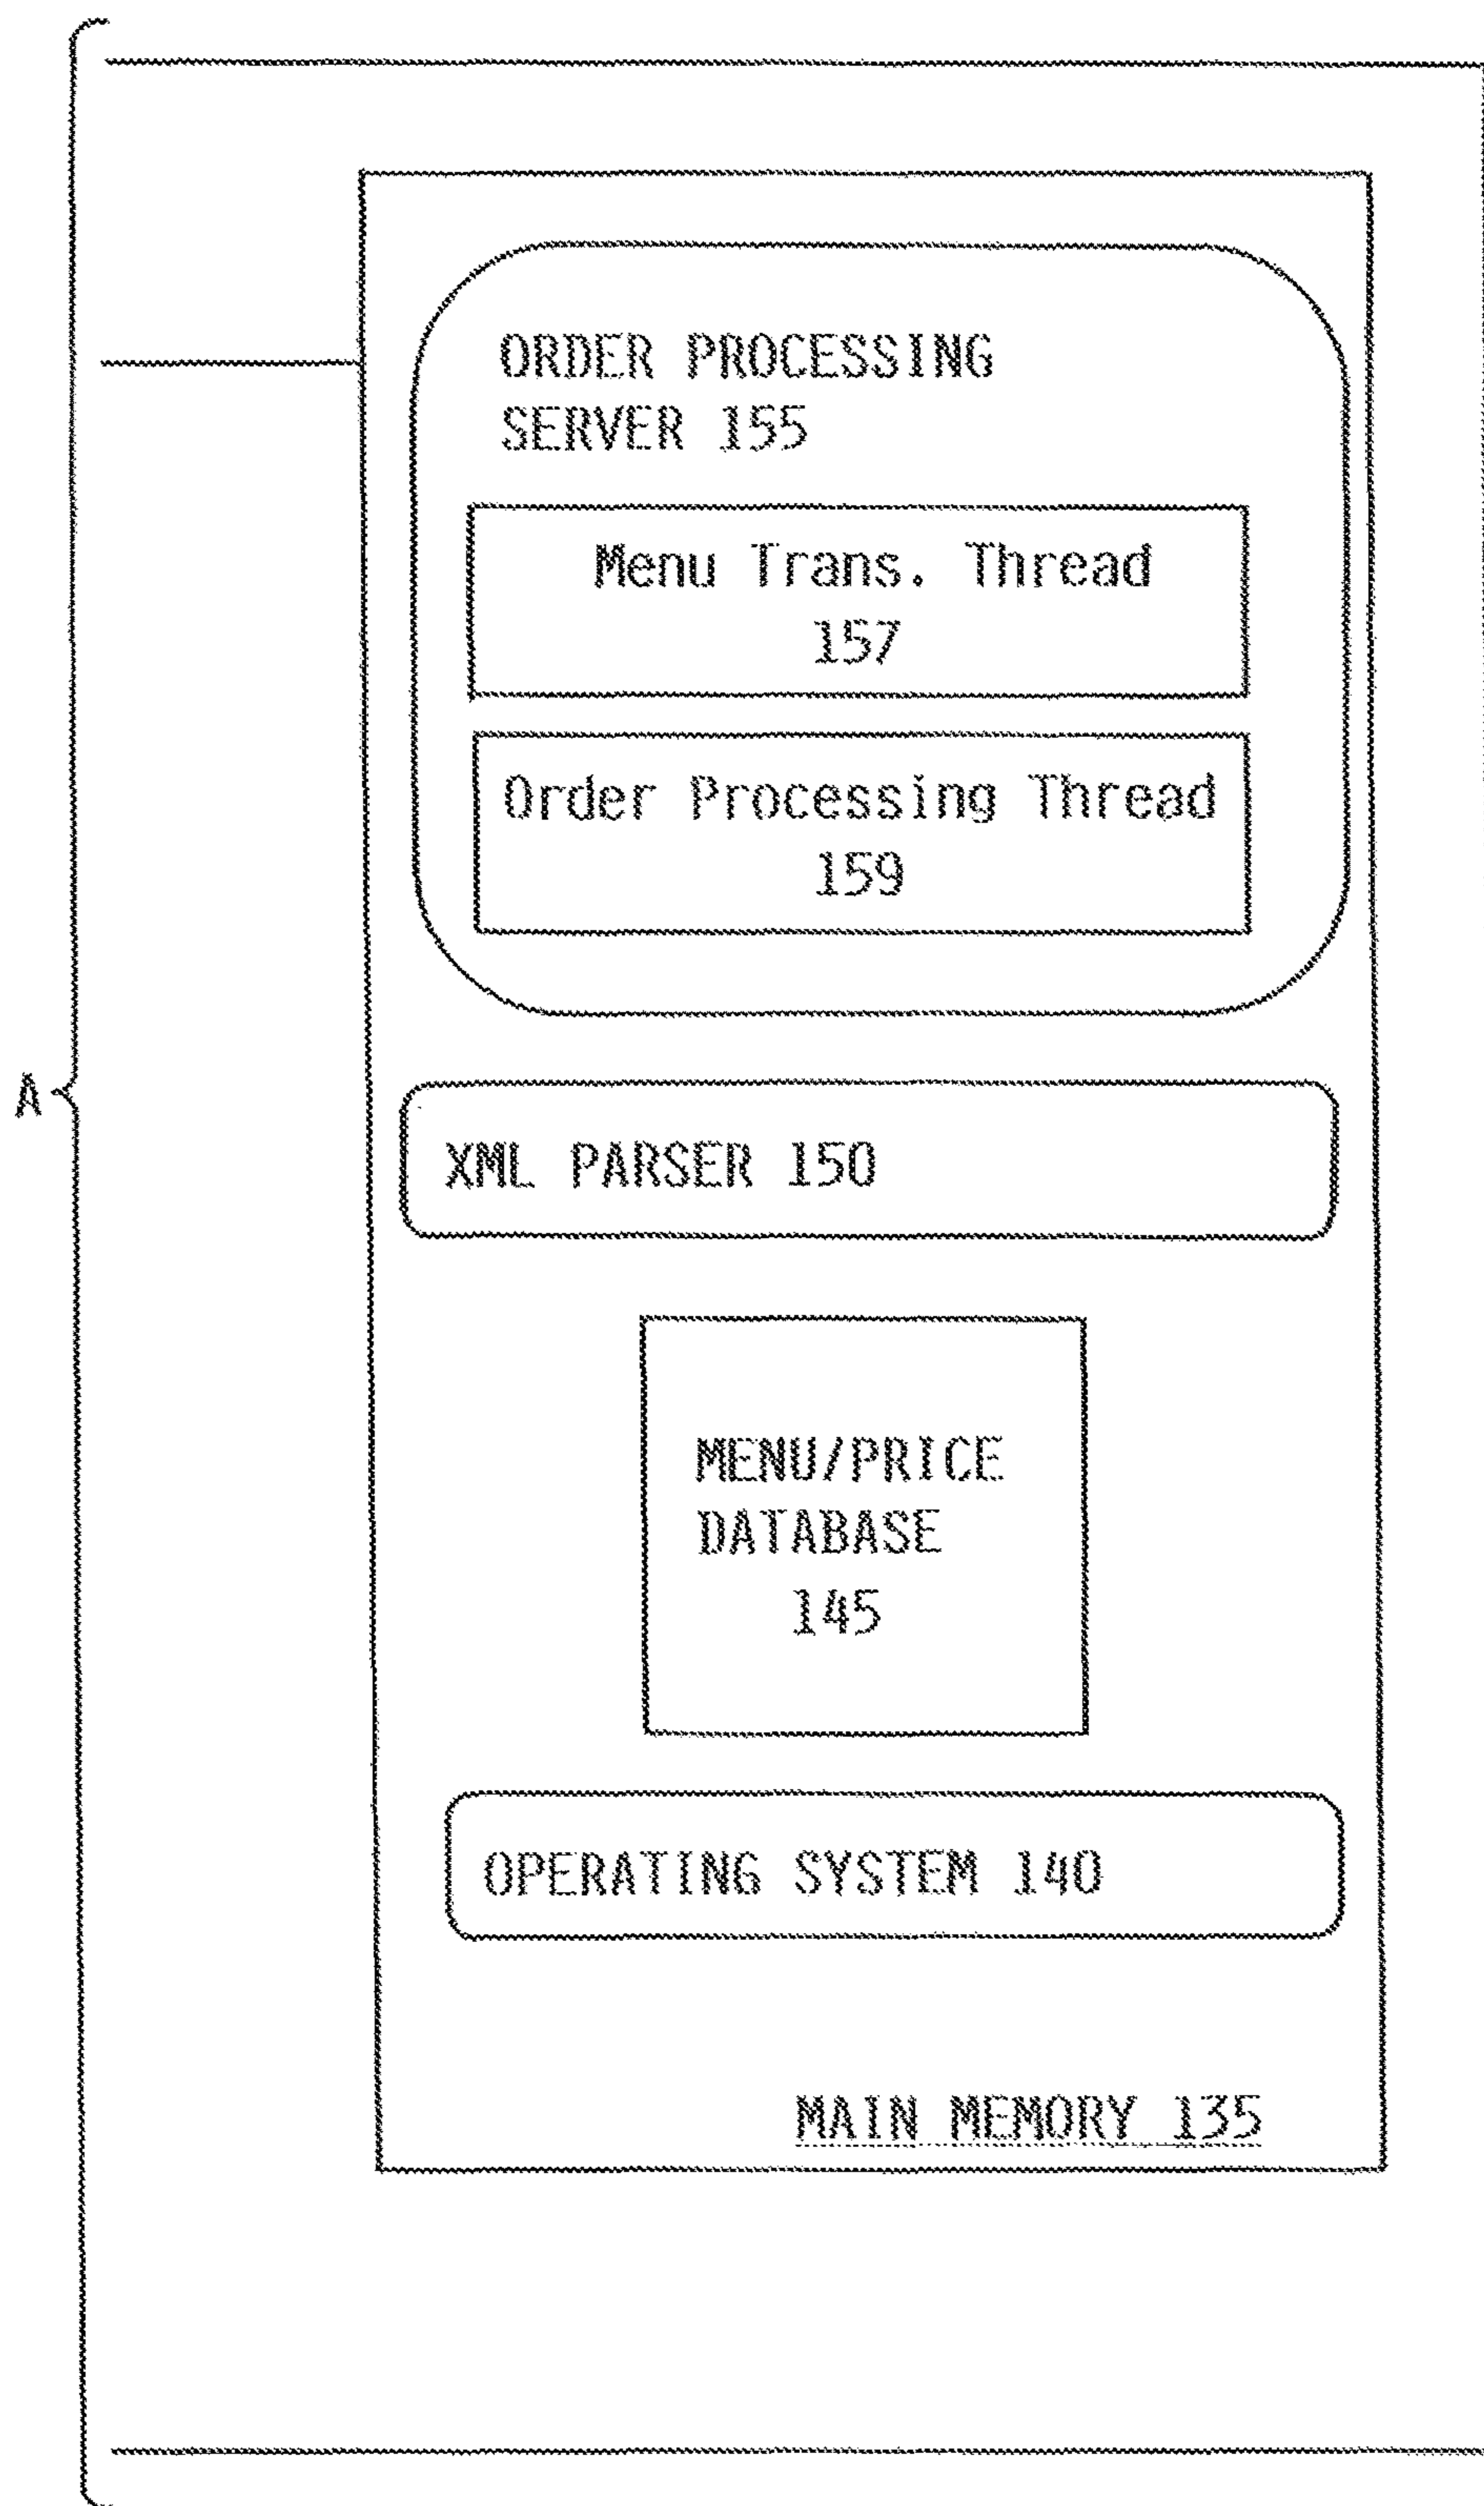 ORDER PROCESSING
SERVER 155
Menu Trans. Thread
157
Order Processing Thread
159
A
XML PARSER 150
MENU/PRICE
DATABASE
145
OPERATING SYSTEM 140
MAIN MEMORY 135